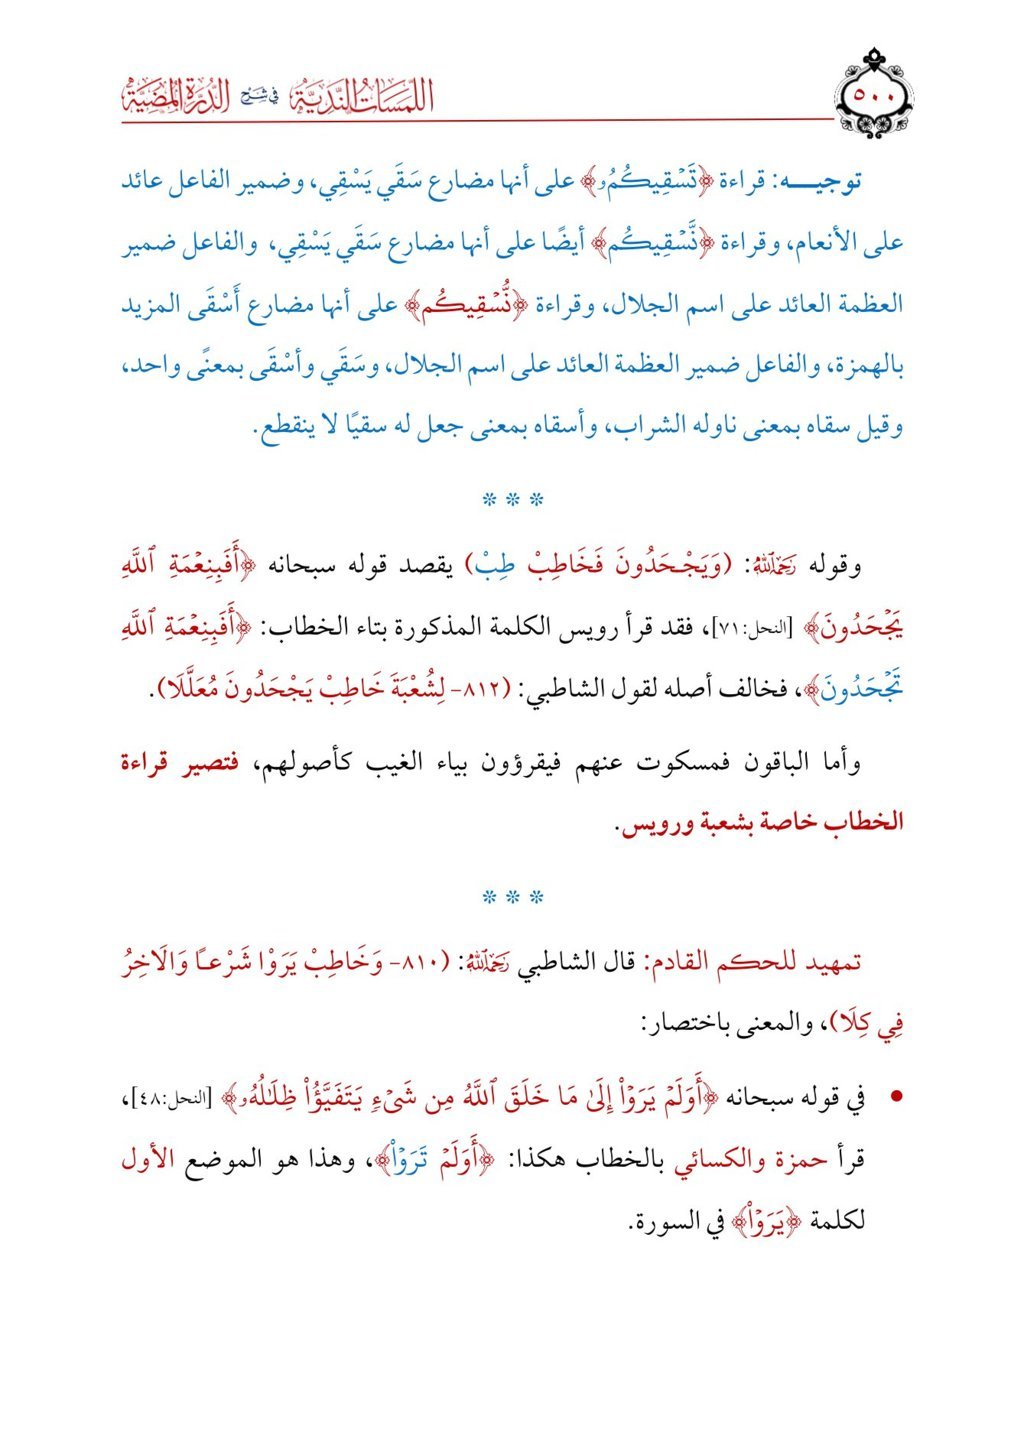 اللمسات الندية في شرح الدرة المضية
٥٠٠
توجيـــه: قراءة ﴿تَسۡقِيكُمُۥ﴾ على أنها مضارع سَقَي يَسْقِي، وضمير الفاعل عائد
على الأنعام، وقراءة ﴿نَّسۡقِيكُم﴾ أيضًا على أنها مضارع سَقَي يَسْقِي، والفاعل ضمير
العظمة العائد على اسم الجلال، وقراءة ﴿نُّسۡقِيكُم﴾ على أنها مضارع أَسْقَى المزيد
بالهمزة، والفاعل ضمير العظمة العائد على اسم الجلال، وسَقَي وأسْقَى بمعنًى واحد،
وقيل سقاه بمعنى ناوله الشراب، وأسقاه بمعنى جعل له سقيًا لا ينقطع.
* * *
وقوله رَحِمَهُ ٱللَّهُ: (وَيَجْحَدُونَ فَخَاطِبْ طِبْ) يقصد قوله سبحانه ﴿أَفَبِنِعۡمَةِ ٱللَّهِ
يَجۡحَدُونَ﴾ [النحل:٧١]، فقد قرأ رويس الكلمة المذكورة بتاء الخطاب: ﴿أَفَبِنِعۡمَةِ ٱللَّهِ
تَجۡحَدُونَ﴾، فخالف أصله لقول الشاطبي: (٨١٢- لِشُعْبَةَ خَاطِبْ يَجْحَدُونَ مُعَلَّلَا).
وأما الباقون فمسكوت عنهم فيقرؤون بياء الغيب كأصولهم، فتصير قراءة
الخطاب خاصة بشعبة ورويس.
* * *
تمهيد للحكم القادم: قال الشاطبي رَحِمَهُ ٱللَّهُ: (٨١٠- وَخَاطِبْ يَرَوْا شَرْعًا وَالَاخِرُ
فِي كِلَا)، والمعنى باختصار:
• في قوله سبحانه ﴿أَوَلَمۡ يَرَوۡاْ إِلَىٰ مَا خَلَقَ ٱللَّهُ مِن شَيۡءٖ يَتَفَيَّؤُاْ ظِلَٰلُهُۥ﴾ [النحل:٤٨]،
قرأ حمزة والكسائي بالخطاب هكذا: ﴿أَوَلَمۡ تَرَوۡاْ﴾، وهذا هو الموضع الأول
لكلمة ﴿يَرَوۡاْ﴾ في السورة.